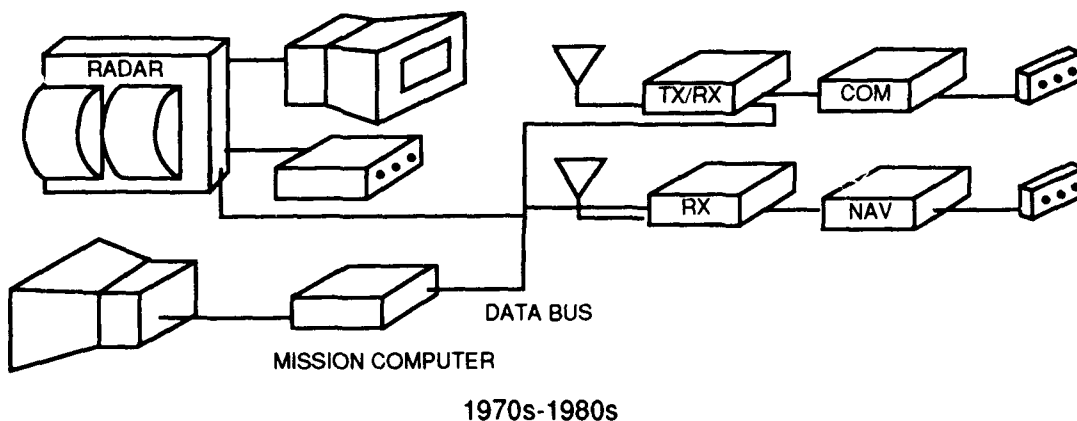 RADAR
TX/RX
COM
RX
NAV
DATA BUS
MISSION COMPUTER
1970s-1980s